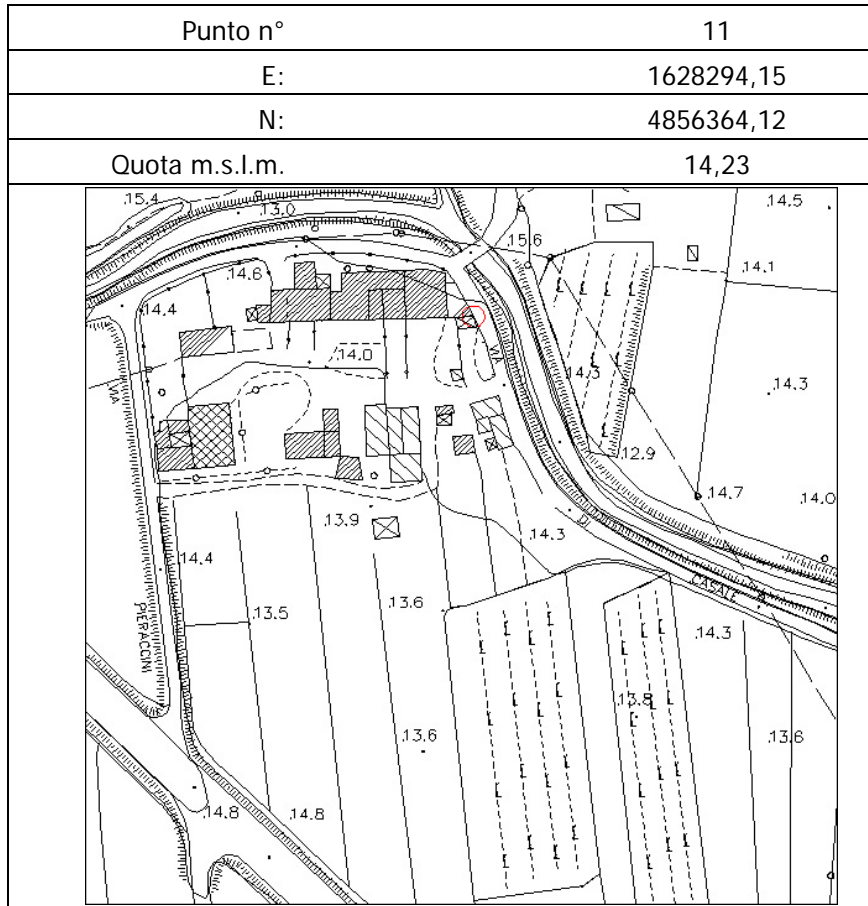 Punto n° 11
E: 1628294,15
N: 4856364,12
Quota m.s.l.m. 14,23
.15.4
.13.0
.14.5
.15.6
.14.6
.14.1
.14.4
.14.0
VIA
.14.3
.14.3
VIA
.12.9
.14.7
.14.0
.13.9
.14.3
DI
.14.4
CASALE
.13.5
.13.6
.14.3
PIERACCINI
.13.8
.13.6
.13.6
.14.8
.14.8